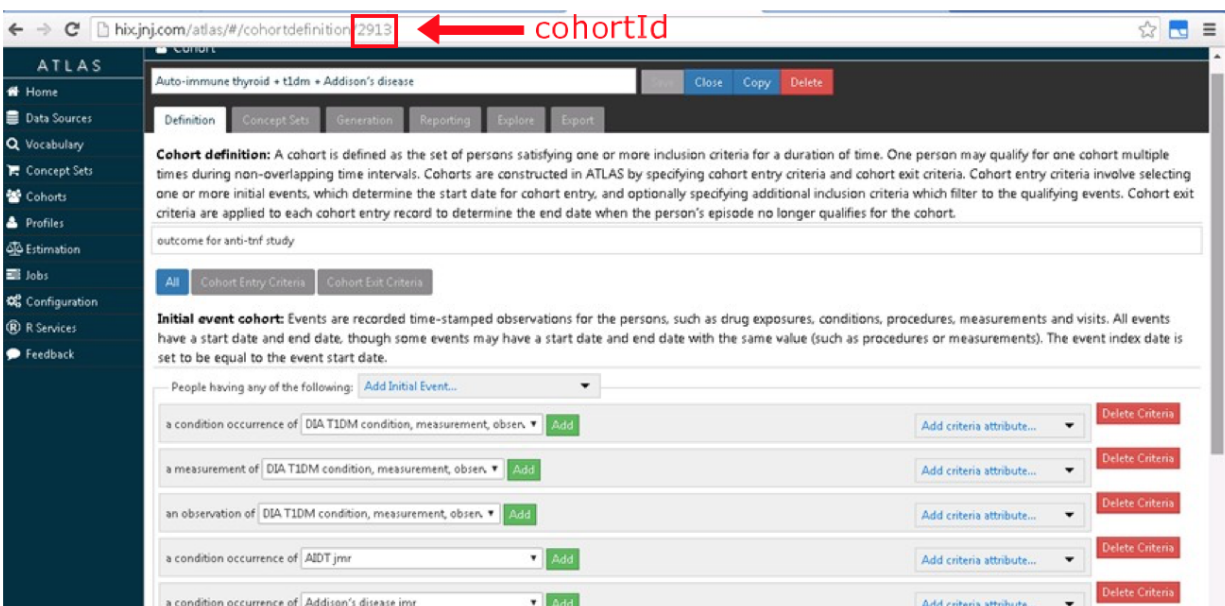 hix.jnj.com/atlas/#/cohortdefinition/2913
cohortId
ATLAS
Home
Data Sources
Vocabulary
Concept Sets
Cohorts
Profiles
Estimation
Jobs
Configuration
R Services
Feedback
Cohort
Auto-immune thyroid + t1dm + Addison's disease
Save Close Copy Delete
Definition Concept Sets Generation Reporting Explore Export
Cohort definition: A cohort is defined as the set of persons satisfying one or more inclusion criteria for a duration of time. One person may qualify for one cohort multiple
times during non-overlapping time intervals. Cohorts are constructed in ATLAS by specifying cohort entry criteria and cohort exit criteria. Cohort entry criteria involve selecting
one or more initial events, which determine the start date for cohort entry, and optionally specifying additional inclusion criteria which filter to the qualifying events. Cohort exit
criteria are applied to each cohort entry record to determine the end date when the person's episode no longer qualifies for the cohort.
outcome for anti-tnf study
All Cohort Entry Criteria Cohort Exit Criteria
Initial event cohort: Events are recorded time-stamped observations for the persons, such as drug exposures, conditions, procedures, measurements and visits. All events
have a start date and end date, though some events may have a start date and end date with the same value (such as procedures or measurements). The event index date is
set to be equal to the event start date.
People having any of the following: Add Initial Event...
a condition occurrence of DIA T1DM condition, measurement, obser. Add Add criteria attribute... Delete Criteria
a measurement of DIA T1DM condition, measurement, obser. Add Add criteria attribute... Delete Criteria
an observation of DIA T1DM condition, measurement, obser. Add Add criteria attribute... Delete Criteria
a condition occurrence of AIDT jmr Add Add criteria attribute... Delete Criteria
a condition occurrence of Addison's disease jmr Add Add criteria attribute... Delete Criteria